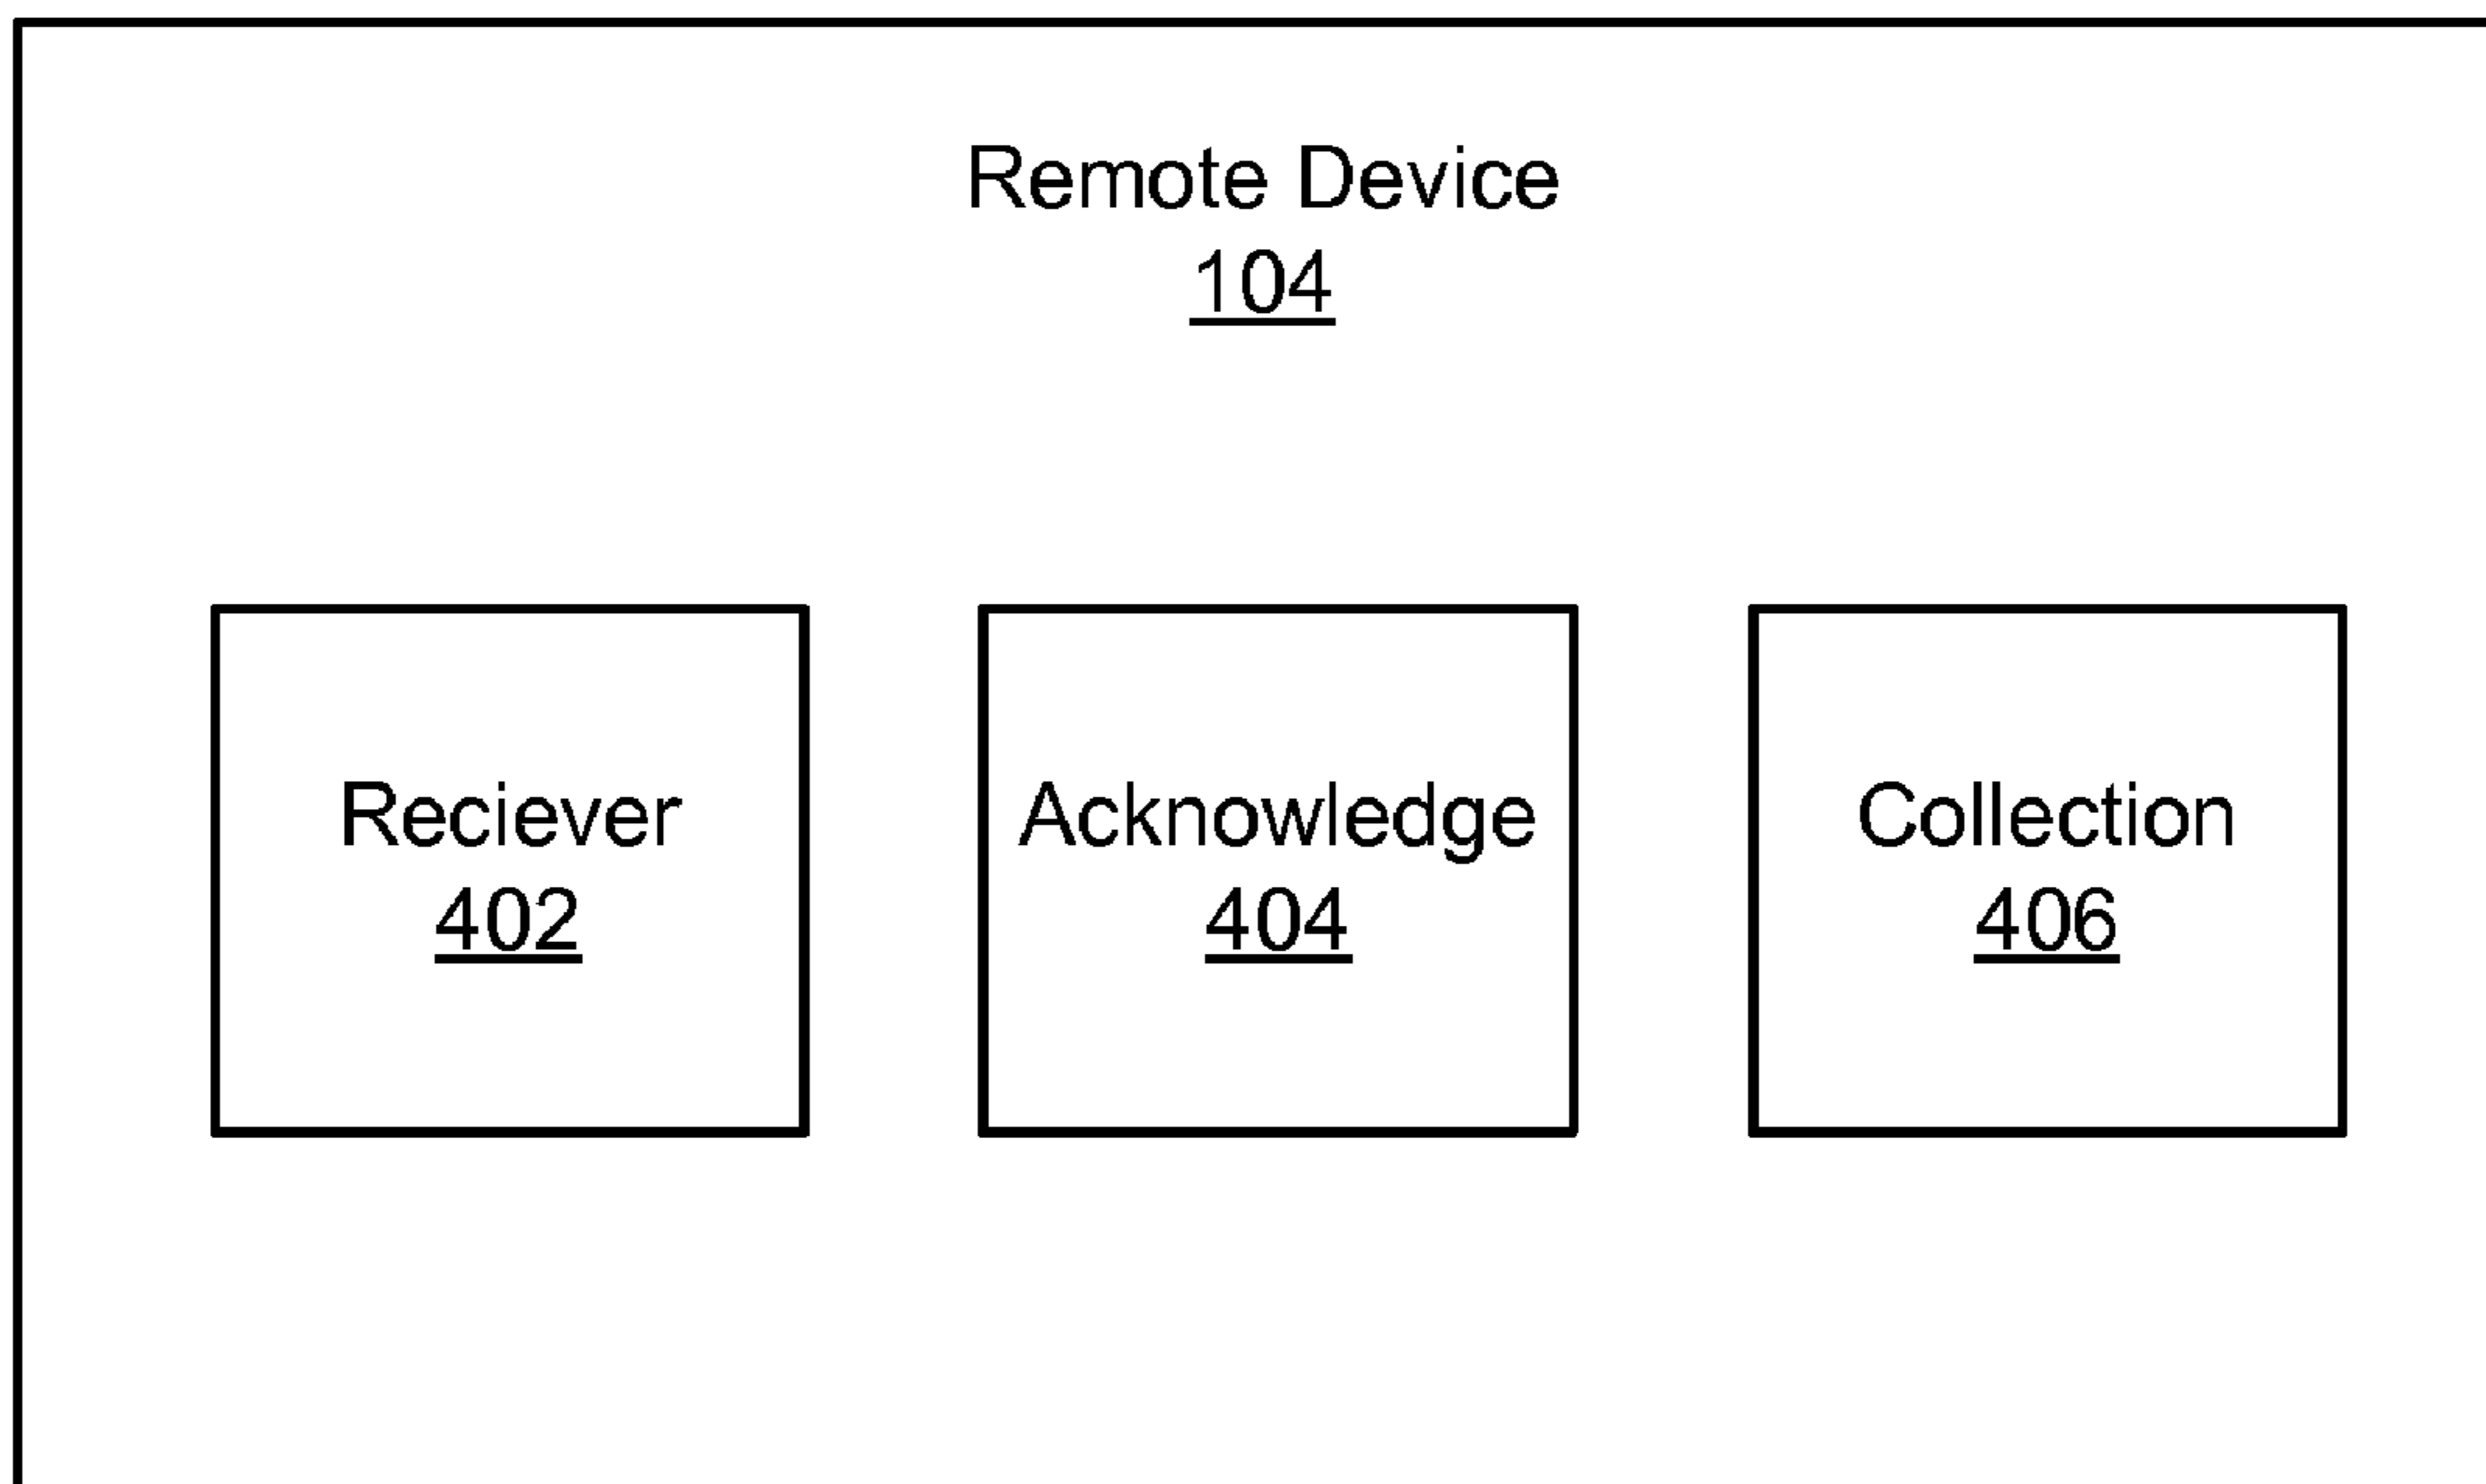 Remote Device
104
Reciever
402
Acknowledge
404
Collection
406